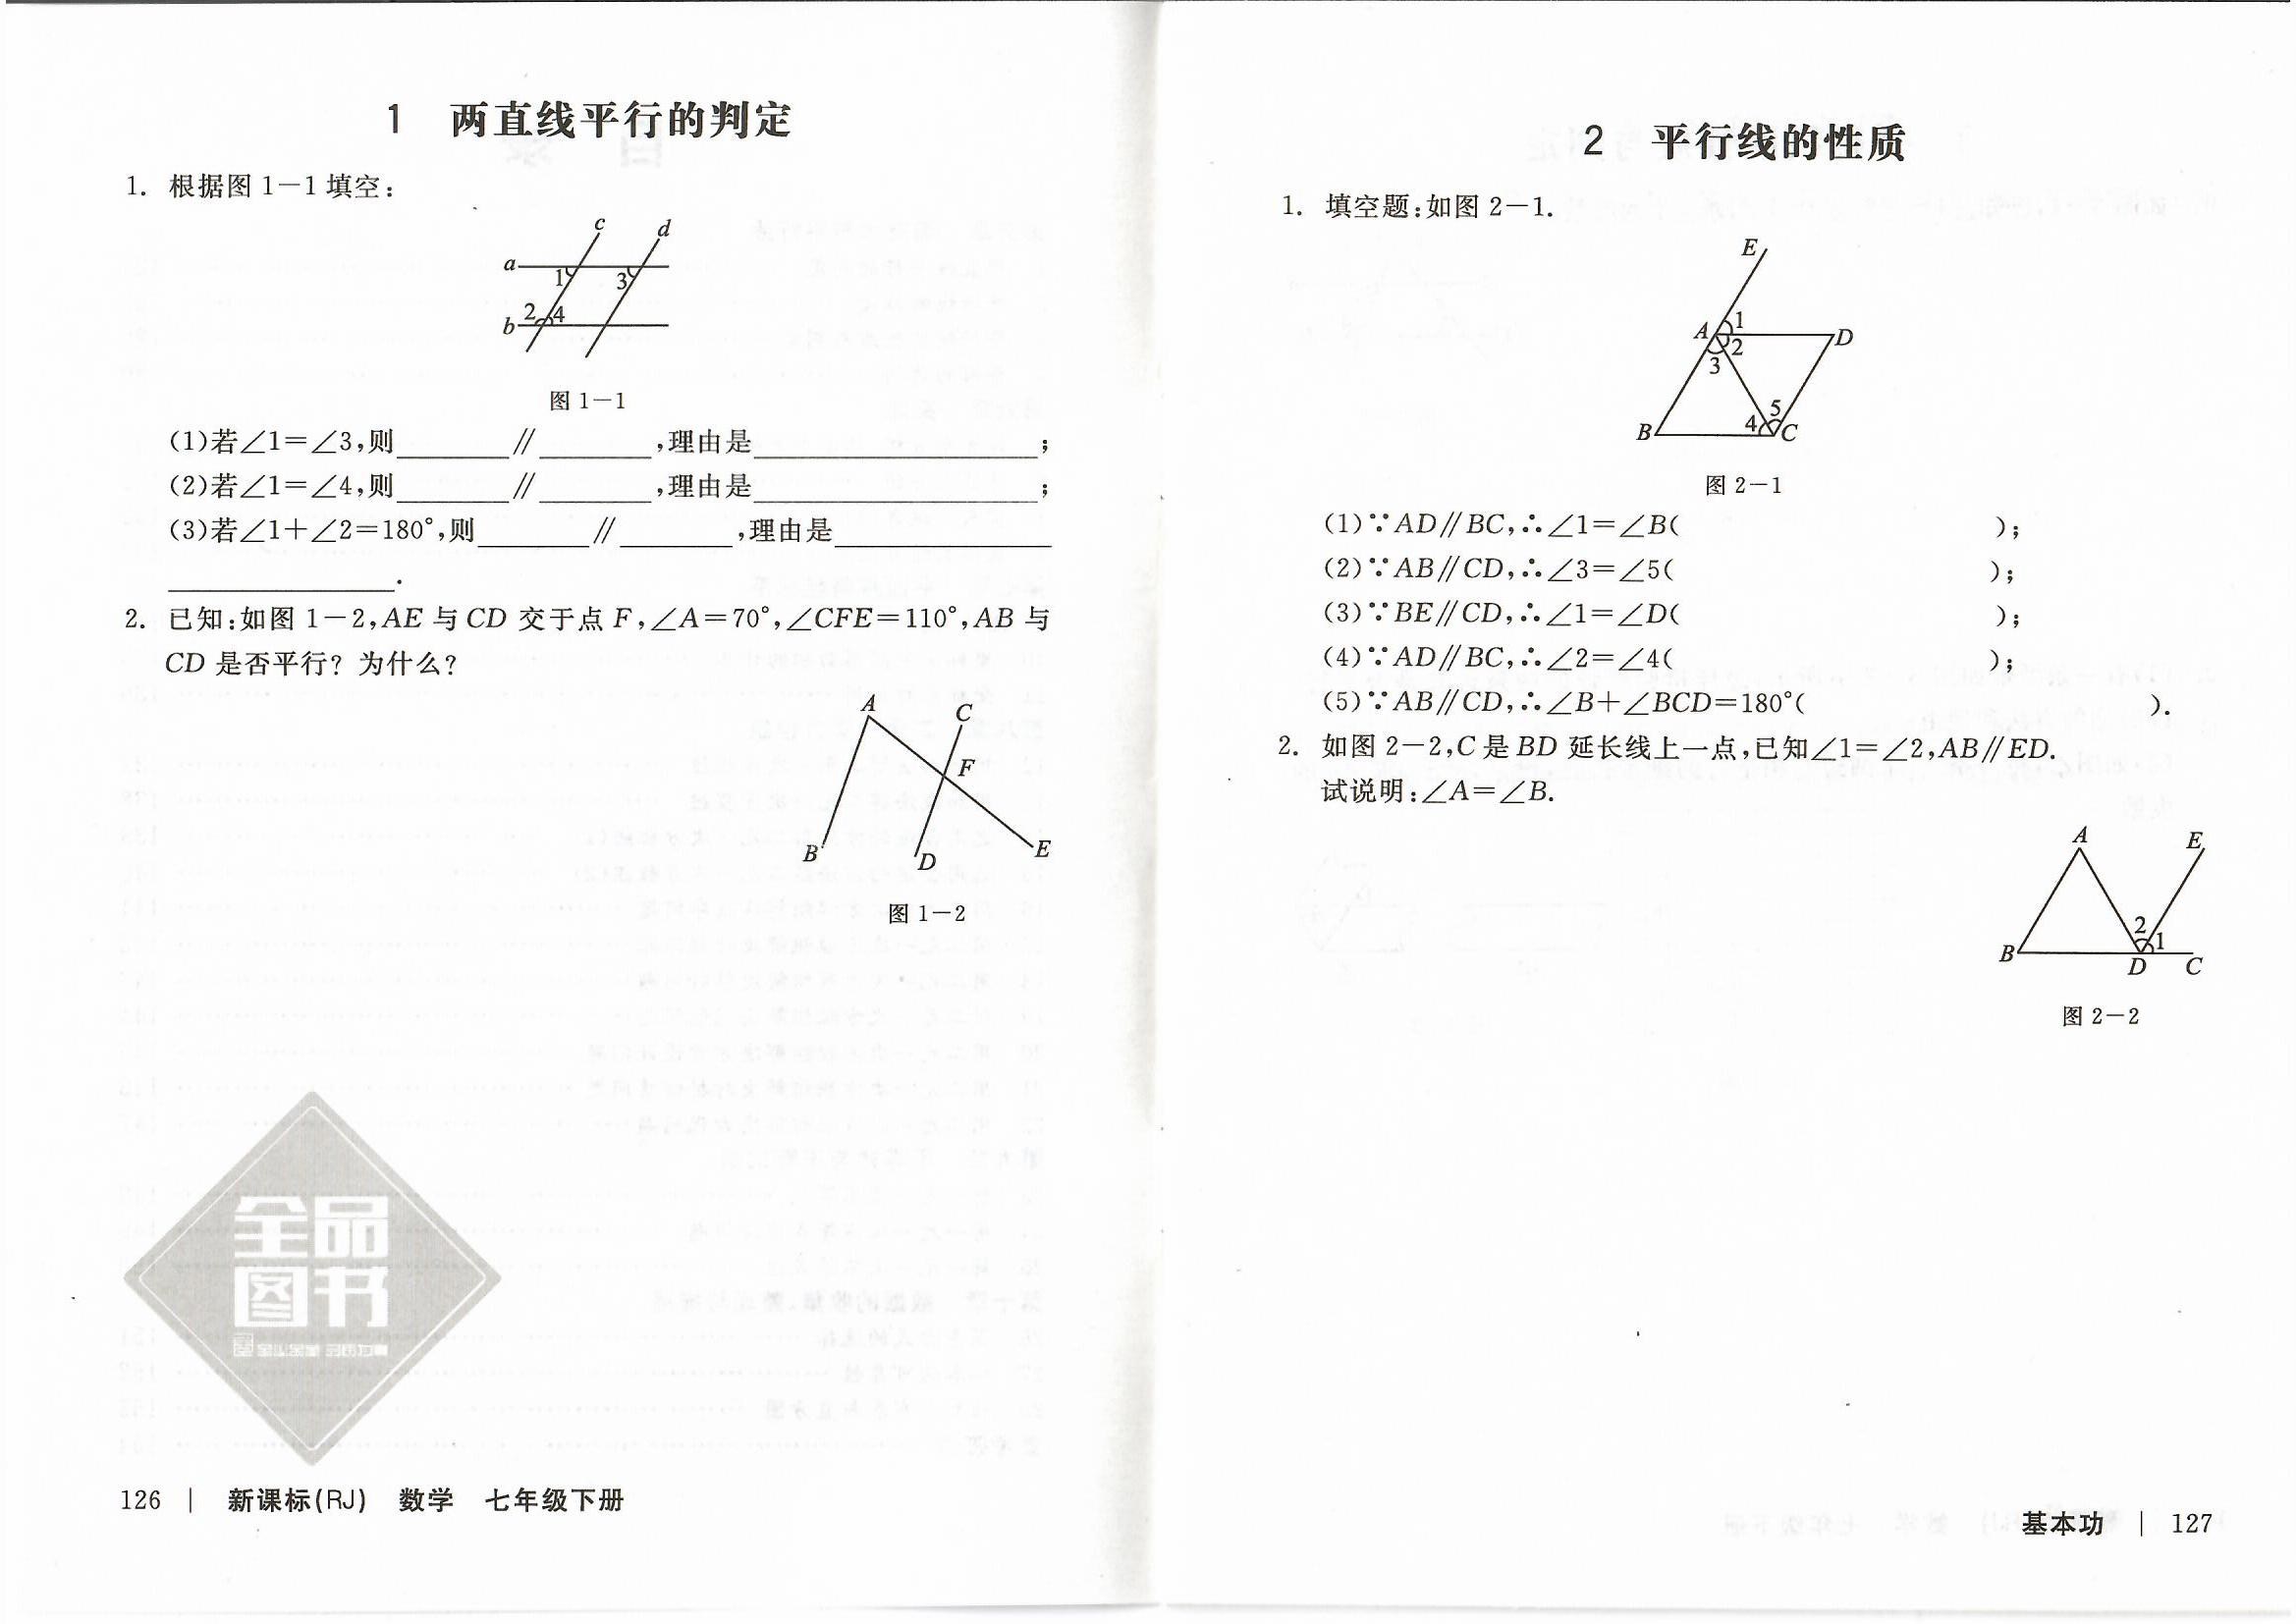 1 两直线平行的判定
1. 根据图 1－1 填空:
c
d
a
1
3
2
4
b
图 1－1
(1)若∠1＝∠3,则________∥________,理由是____________________;
(2)若∠1＝∠4,则________∥________,理由是____________________;
(3)若∠1＋∠2＝180°,则________∥________,理由是________________
________________.
2. 已知:如图 1－2,AE 与 CD 交于点 F,∠A＝70°,∠CFE＝110°,AB 与
CD 是否平行? 为什么?
A
C
F
B
D
E
图 1－2
全品
图书
126 | 新课标(RJ) 数学 七年级下册
2 平行线的性质
1. 填空题:如图 2－1.
E
A
1
D
2
3
5
B
4
C
图 2－1
(1)∵AD∥BC,∴∠1＝∠B( );
(2)∵AB∥CD,∴∠3＝∠5( );
(3)∵BE∥CD,∴∠1＝∠D( );
(4)∵AD∥BC,∴∠2＝∠4( );
(5)∵AB∥CD,∴∠B＋∠BCD＝180°( ).
2. 如图 2－2,C 是 BD 延长线上一点,已知∠1＝∠2,AB∥ED.
试说明:∠A＝∠B.
A
E
2
1
B
D
C
图 2－2
基本功 | 127